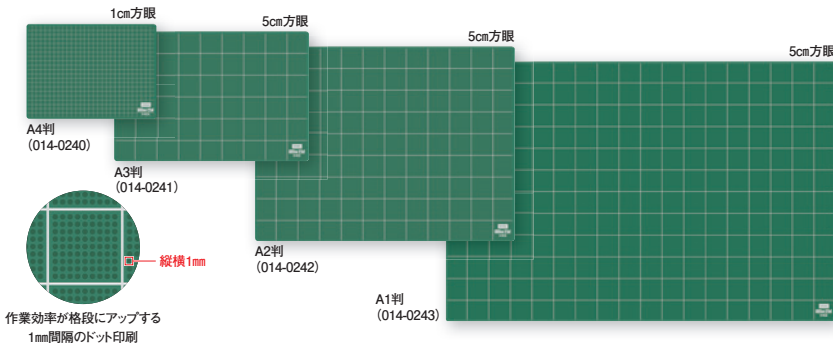 1cm方眼
5cm方眼
5cm方眼
5cm方眼
A4判
（014-0240）
A3判
（014-0241）
A2判
（014-0242）
A1判
（014-0243）
縦横1mm
作業効率が格段にアップする
1mm間隔のドット印刷